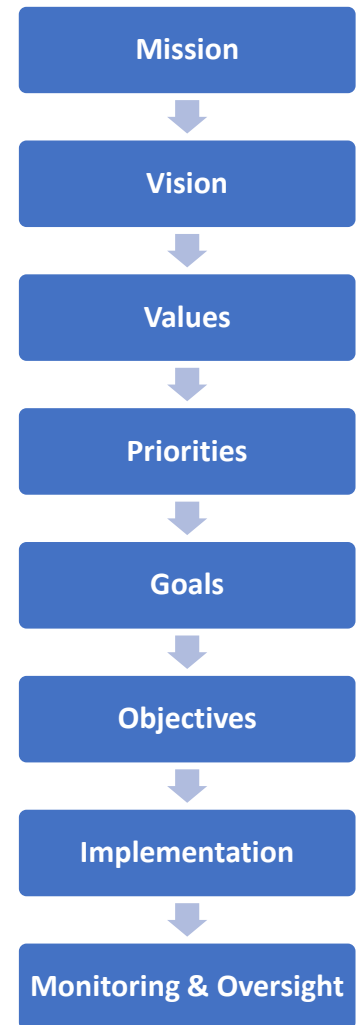 Mission
Vision
Values
Priorities
Goals
Objectives
Implementation
Monitoring & Oversight